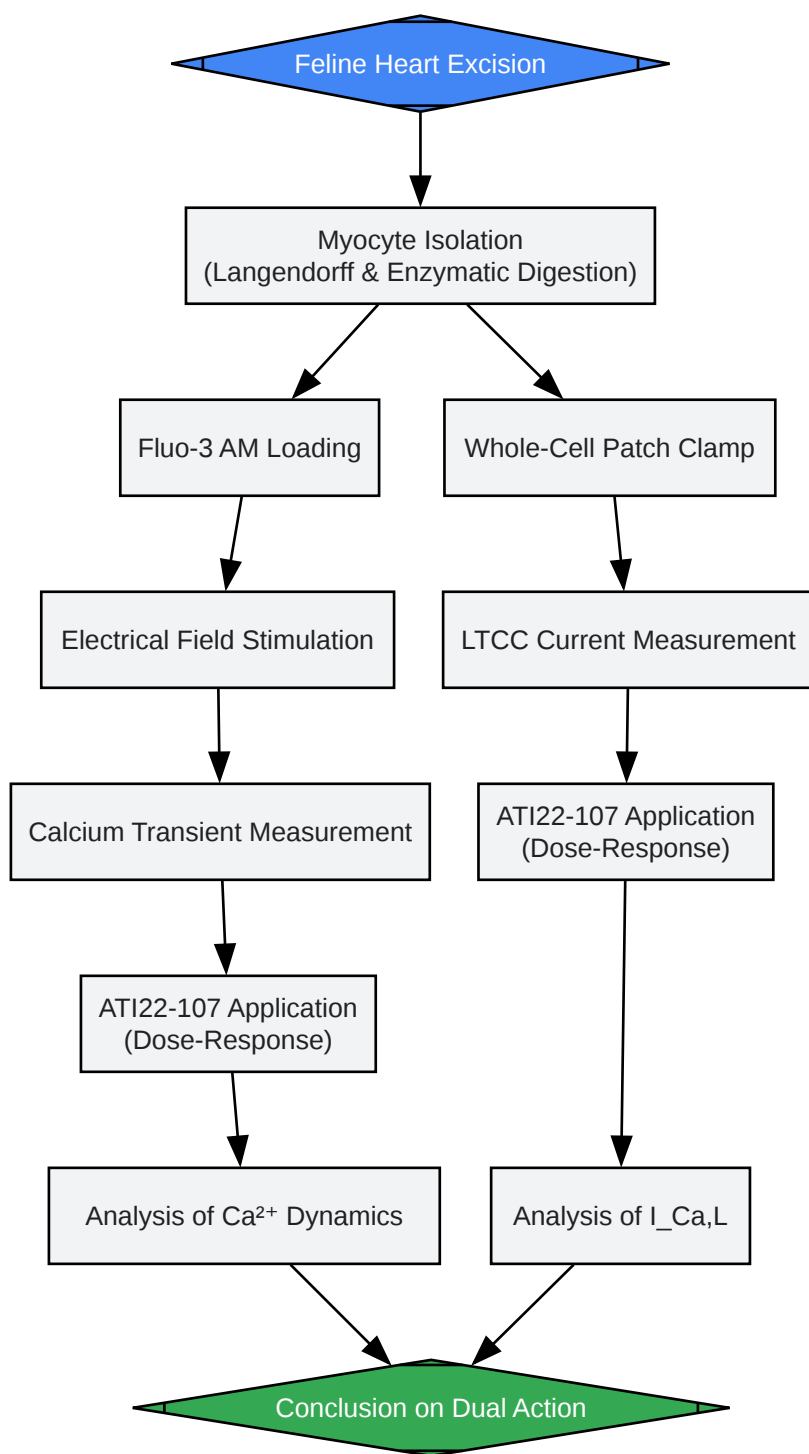 Feline Heart Excision
Myocyte Isolation
(Langendorff & Enzymatic Digestion)
Fluo-3 AM Loading
Whole-Cell Patch Clamp
Electrical Field Stimulation
LTCC Current Measurement
Calcium Transient Measurement
ATI22-107 Application
(Dose-Response)
ATI22-107 Application
(Dose-Response)
Analysis of Ca²⁺ Dynamics
Analysis of I_Ca,L
Conclusion on Dual Action